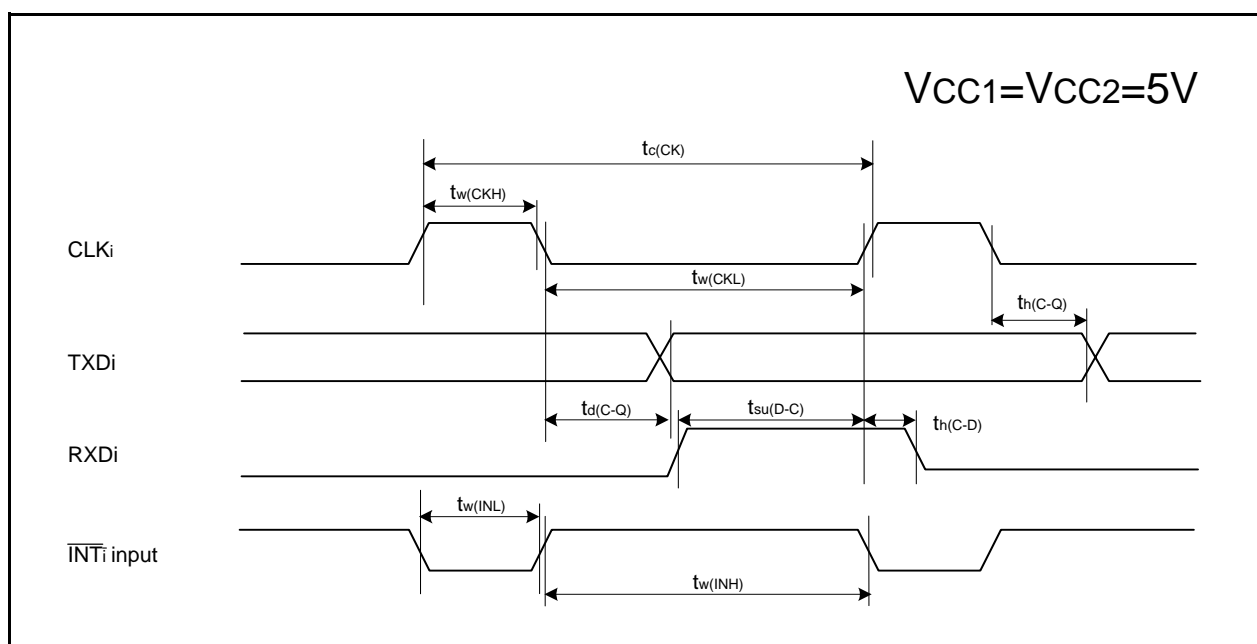 VCC1=VCC2=5V
tc(CK)
tw(CKH)
CLKi
tw(CKL)
th(C-Q)
TXDi
td(C-Q)
tsu(D-C)
th(C-D)
RXDi
tw(INL)
INTi input
tw(INH)